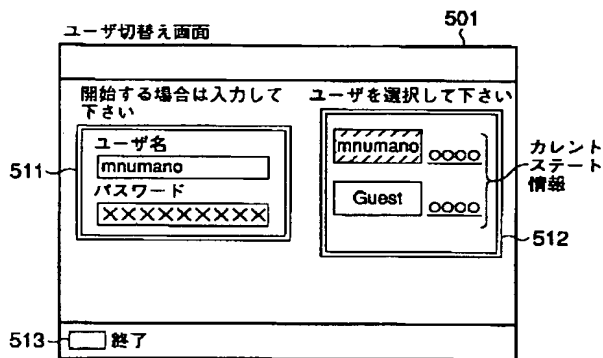 ユーザ切替え画面
501
開始する場合は入力して
下さい
ユーザ名
mnumano
パスワード
×××××××××
511
ユーザを選択して下さい
mnumano
oooo
Guest
oooo
カレント
ステート
情報
512
513
終了